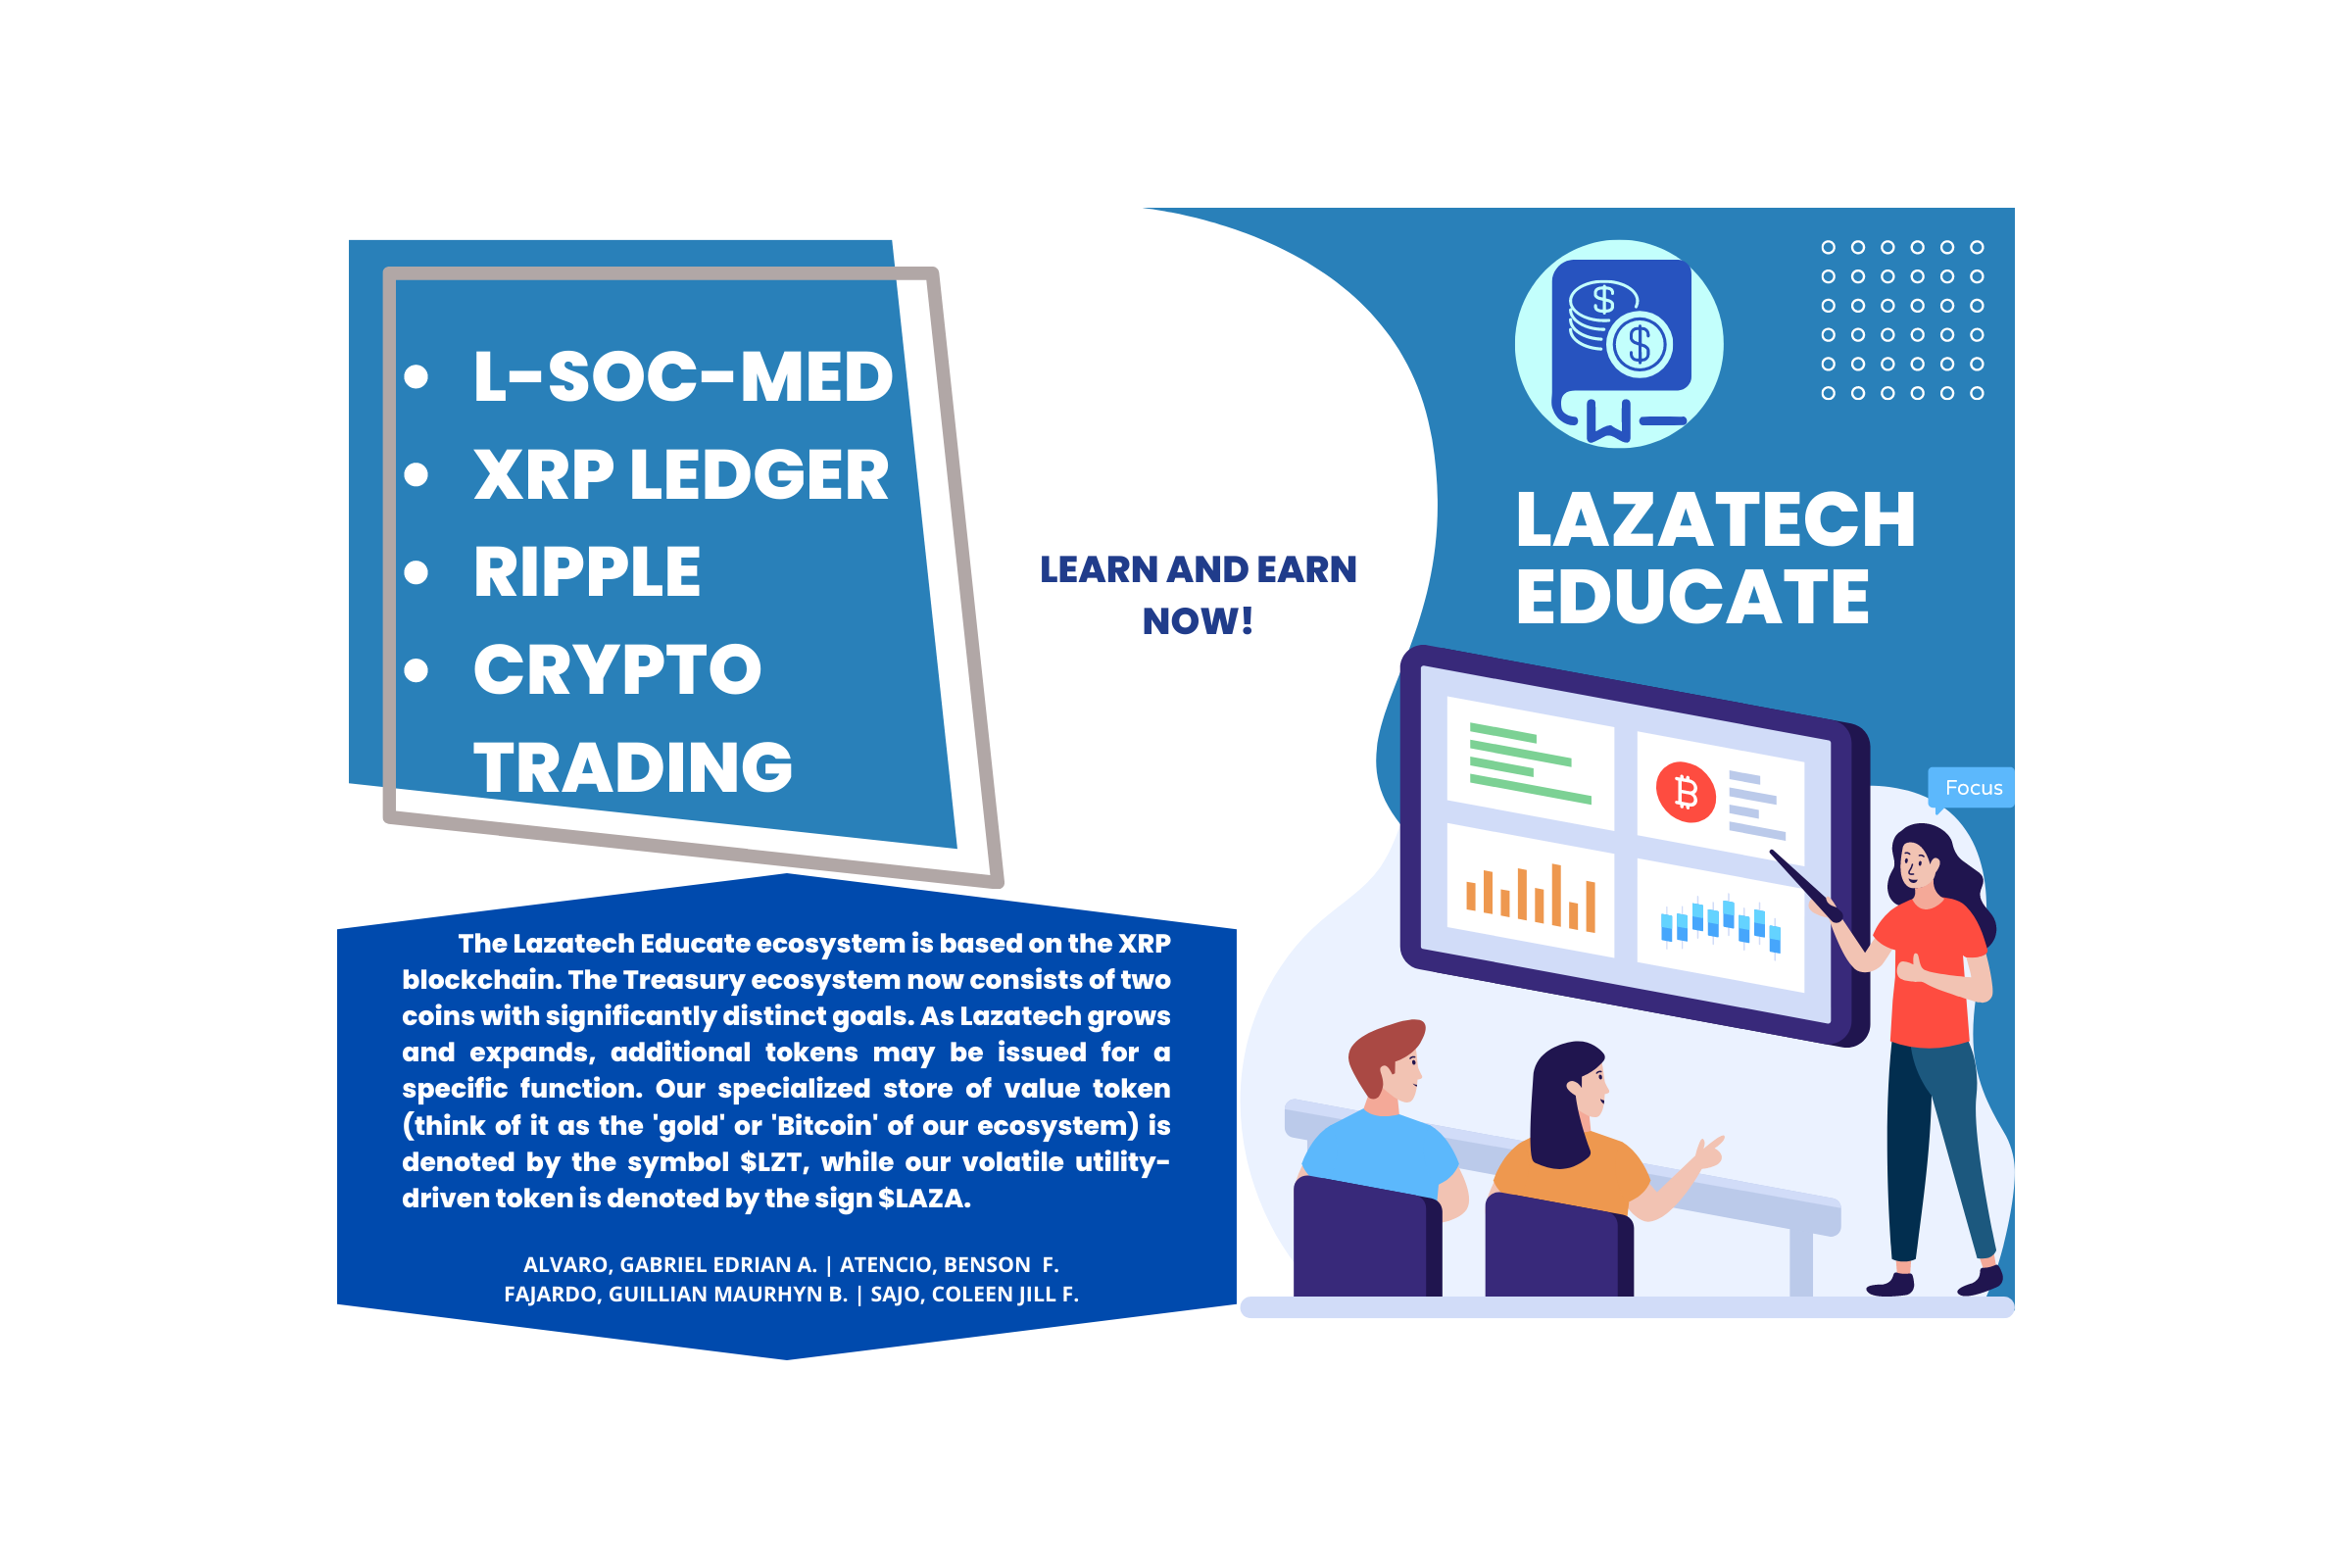 L-SOC-MED
XRP LEDGER
RIPPLE
CRYPTO
TRADING
LEARN AND EARN
NOW!
LAZATECH
EDUCATE
Focus
The Lazatech Educate ecosystem is based on the XRP
blockchain. The Treasury ecosystem now consists of two
coins with significantly distinct goals. As Lazatech grows
and expands, additional tokens may be issued for a
specific function. Our specialized store of value token
(think of it as the 'gold' or 'Bitcoin' of our ecosystem) is
denoted by the symbol $LZT, while our volatile utility-
driven token is denoted by the sign $LAZA.
ALVARO, GABRIEL EDRIAN A. | ATENCIO, BENSON F.
FAJARDO, GUILLIAN MAURHYN B. | SAJO, COLEEN JILL F.